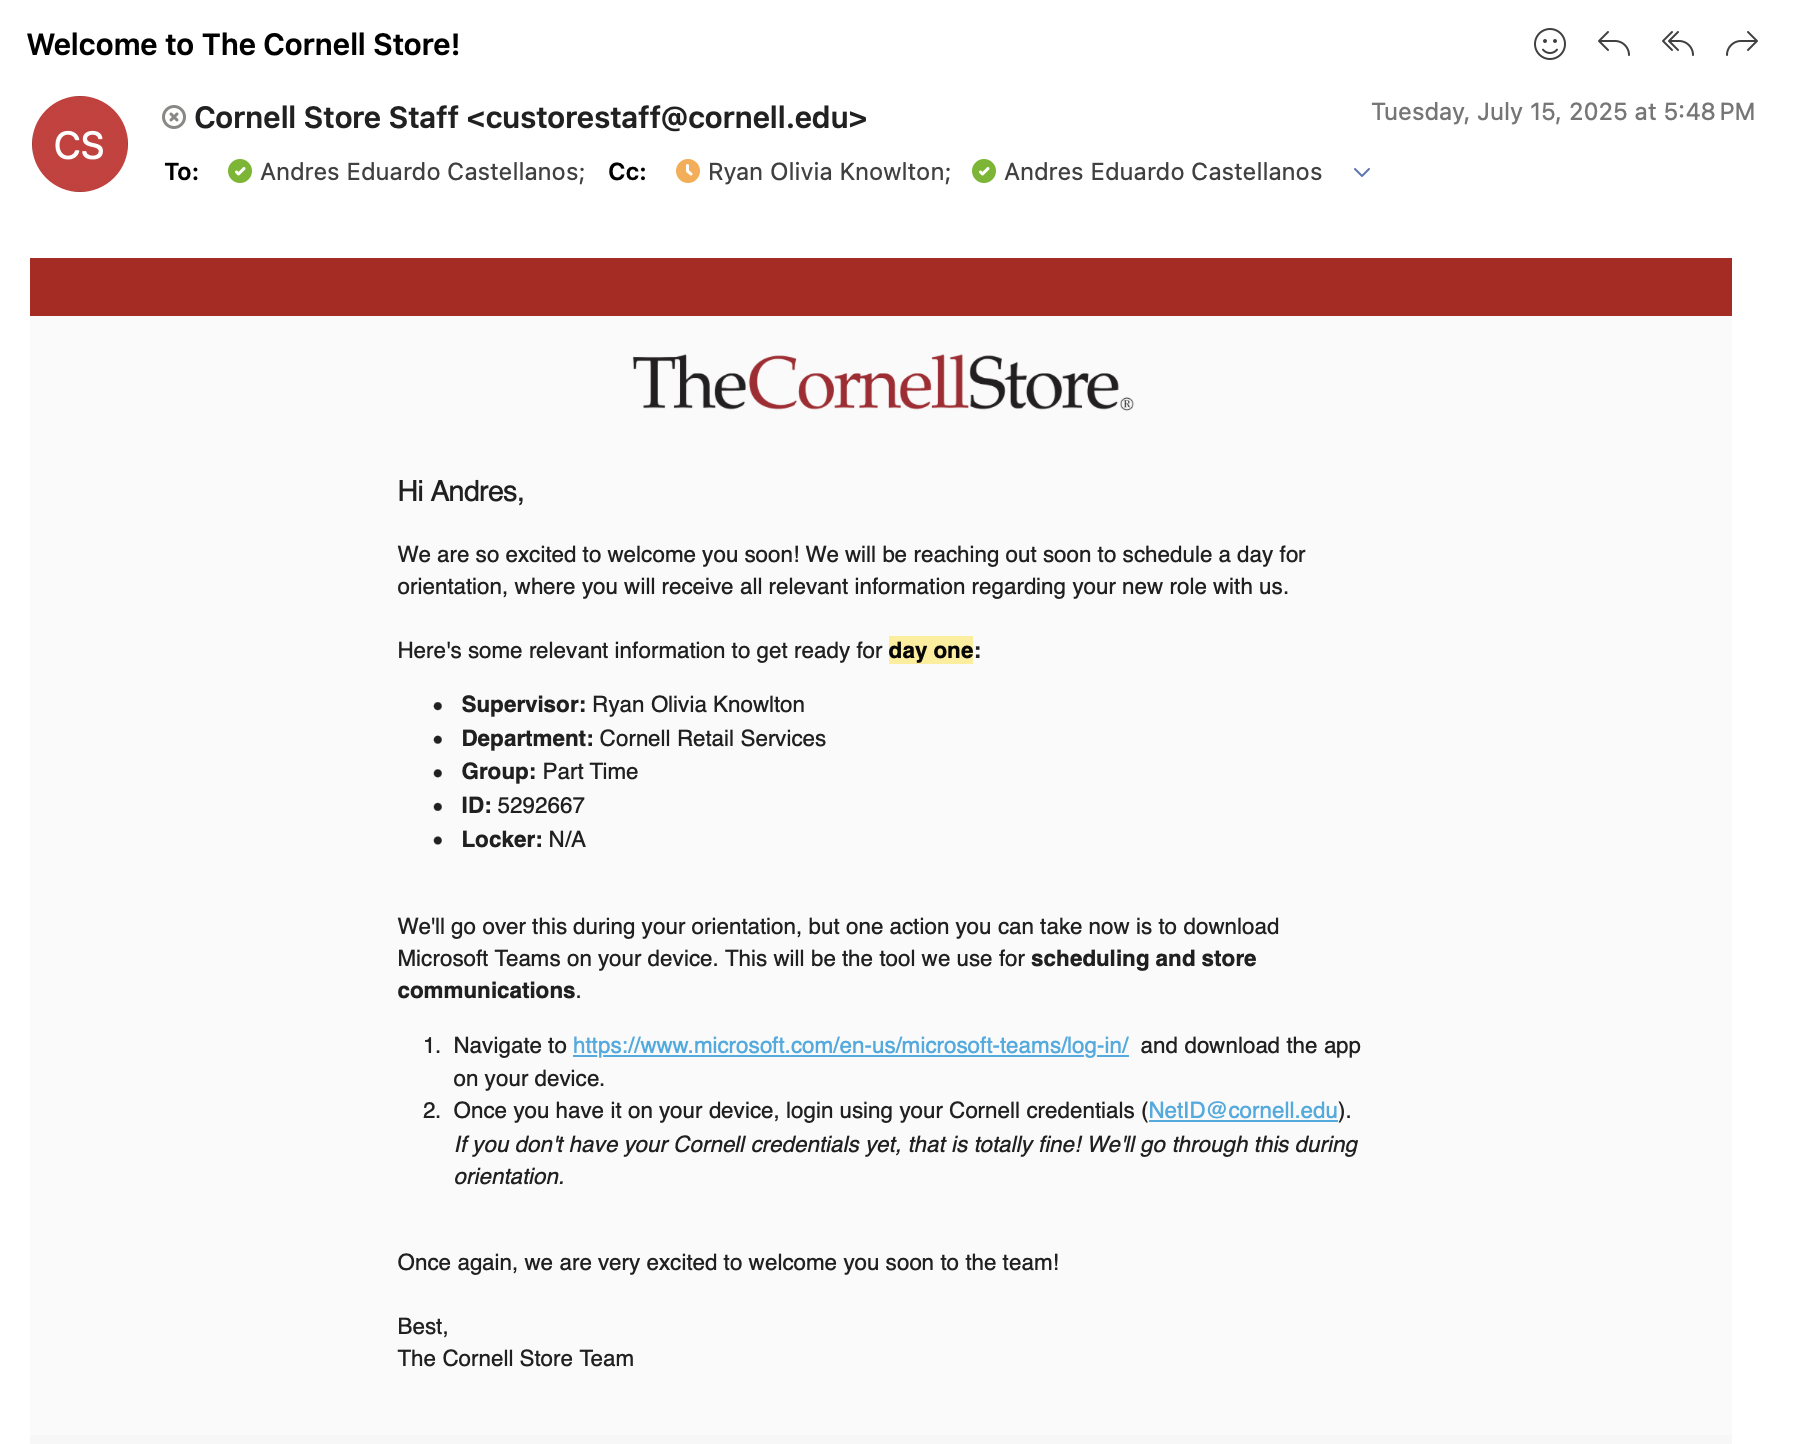 Welcome to The Cornell Store!
CS
Cornell Store Staff <custorestaff@cornell.edu>
Tuesday, July 15, 2025 at 5:48 PM
To: Andres Eduardo Castellanos; Cc: Ryan Olivia Knowlton; Andres Eduardo Castellanos
TheCornellStore®
Hi Andres,
We are so excited to welcome you soon! We will be reaching out soon to schedule a day for
orientation, where you will receive all relevant information regarding your new role with us.
Here's some relevant information to get ready for day one:
• Supervisor: Ryan Olivia Knowlton
• Department: Cornell Retail Services
• Group: Part Time
• ID: 5292667
• Locker: N/A
We'll go over this during your orientation, but one action you can take now is to download
Microsoft Teams on your device. This will be the tool we use for scheduling and store
communications.
1. Navigate to https://www.microsoft.com/en-us/microsoft-teams/log-in/ and download the app
on your device.
2. Once you have it on your device, login using your Cornell credentials (NetID@cornell.edu).
If you don't have your Cornell credentials yet, that is totally fine! We'll go through this during
orientation.
Once again, we are very excited to welcome you soon to the team!
Best,
The Cornell Store Team